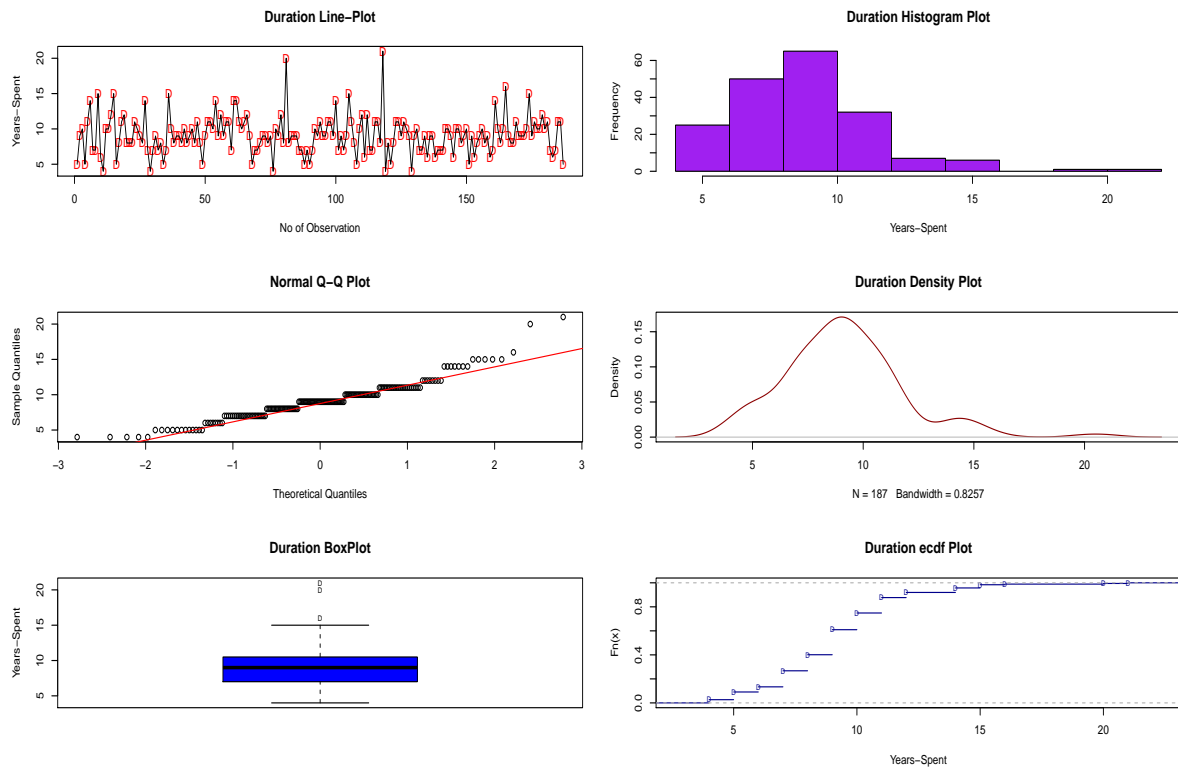 Duration Line-Plot
Years-Spent
5
10
15
20
0
50
100
150
No of Observation
Duration Histogram Plot
Frequency
0
20
40
60
5
10
15
20
Years-Spent
Normal Q-Q Plot
Sample Quantiles
5
10
15
20
-3
-2
-1
0
1
2
3
Theoretical Quantiles
Duration Density Plot
Density
0.00
0.05
0.10
0.15
5
10
15
20
N = 187 Bandwidth = 0.8257
Duration BoxPlot
Years-Spent
5
10
15
20
Duration ecdf Plot
Fn(x)
0.0
0.4
0.8
5
10
15
20
Years-Spent